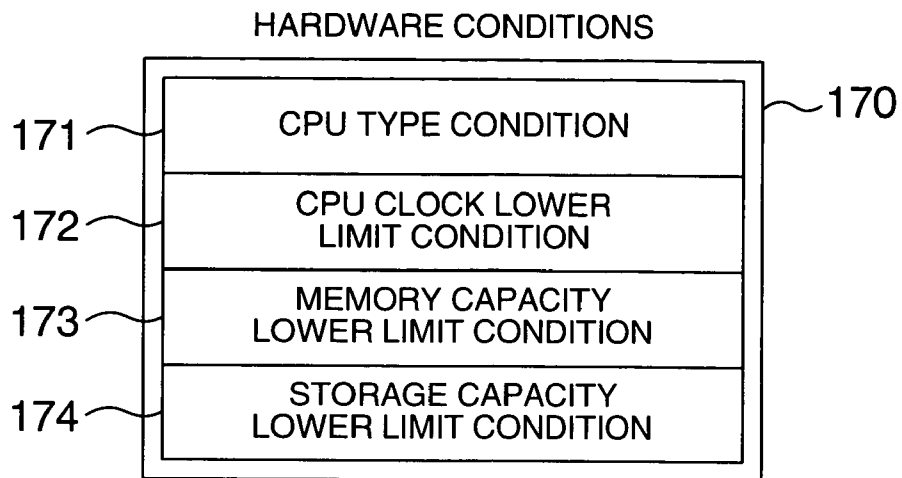 HARDWARE CONDITIONS
170
171
CPU TYPE CONDITION
172
CPU CLOCK LOWER
LIMIT CONDITION
173
MEMORY CAPACITY
LOWER LIMIT CONDITION
174
STORAGE CAPACITY
LOWER LIMIT CONDITION